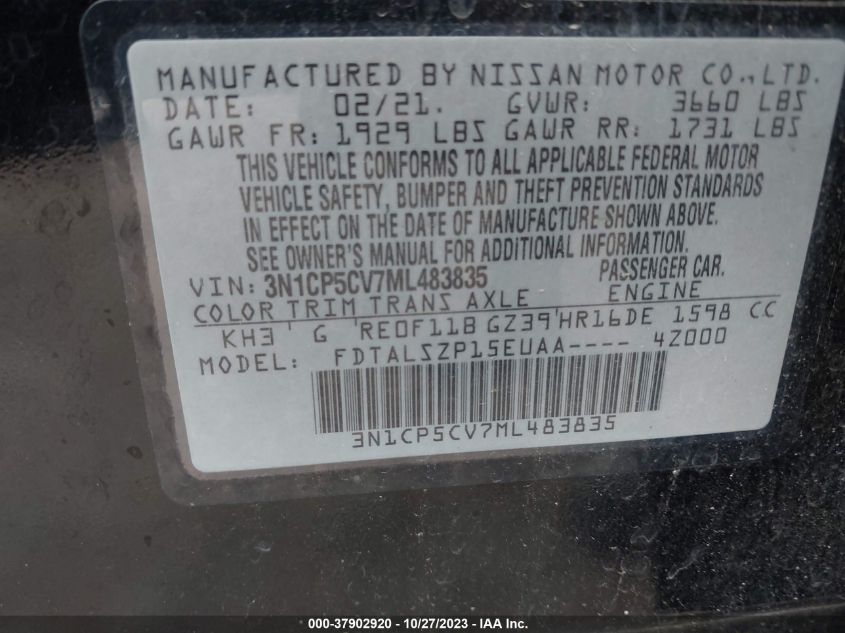 MANUFACTURED BY NISSAN MOTOR CO., LTD.
DATE: 02/21. GVWR: 3660 LBS
GAWR FR: 1929 LBS GAWR RR: 1731 LBS
THIS VEHICLE CONFORMS TO ALL APPLICABLE FEDERAL MOTOR
VEHICLE SAFETY, BUMPER AND THEFT PREVENTION STANDARDS
IN EFFECT ON THE DATE OF MANUFACTURE SHOWN ABOVE.
SEE OWNER'S MANUAL FOR ADDITIONAL INFORMATION.
VIN: 3N1CP5CV7ML483835 PASSENGER CAR.
COLOR TRIM TRANS AXLE ENGINE
KH3 G RE0F11B GZ39 HR16DE 1598 CC
MODEL: FDTALSZP15EUAA---- 4Z000
3N1CP5CV7ML483835
000-37902920 - 10/27/2023 - IAA Inc.